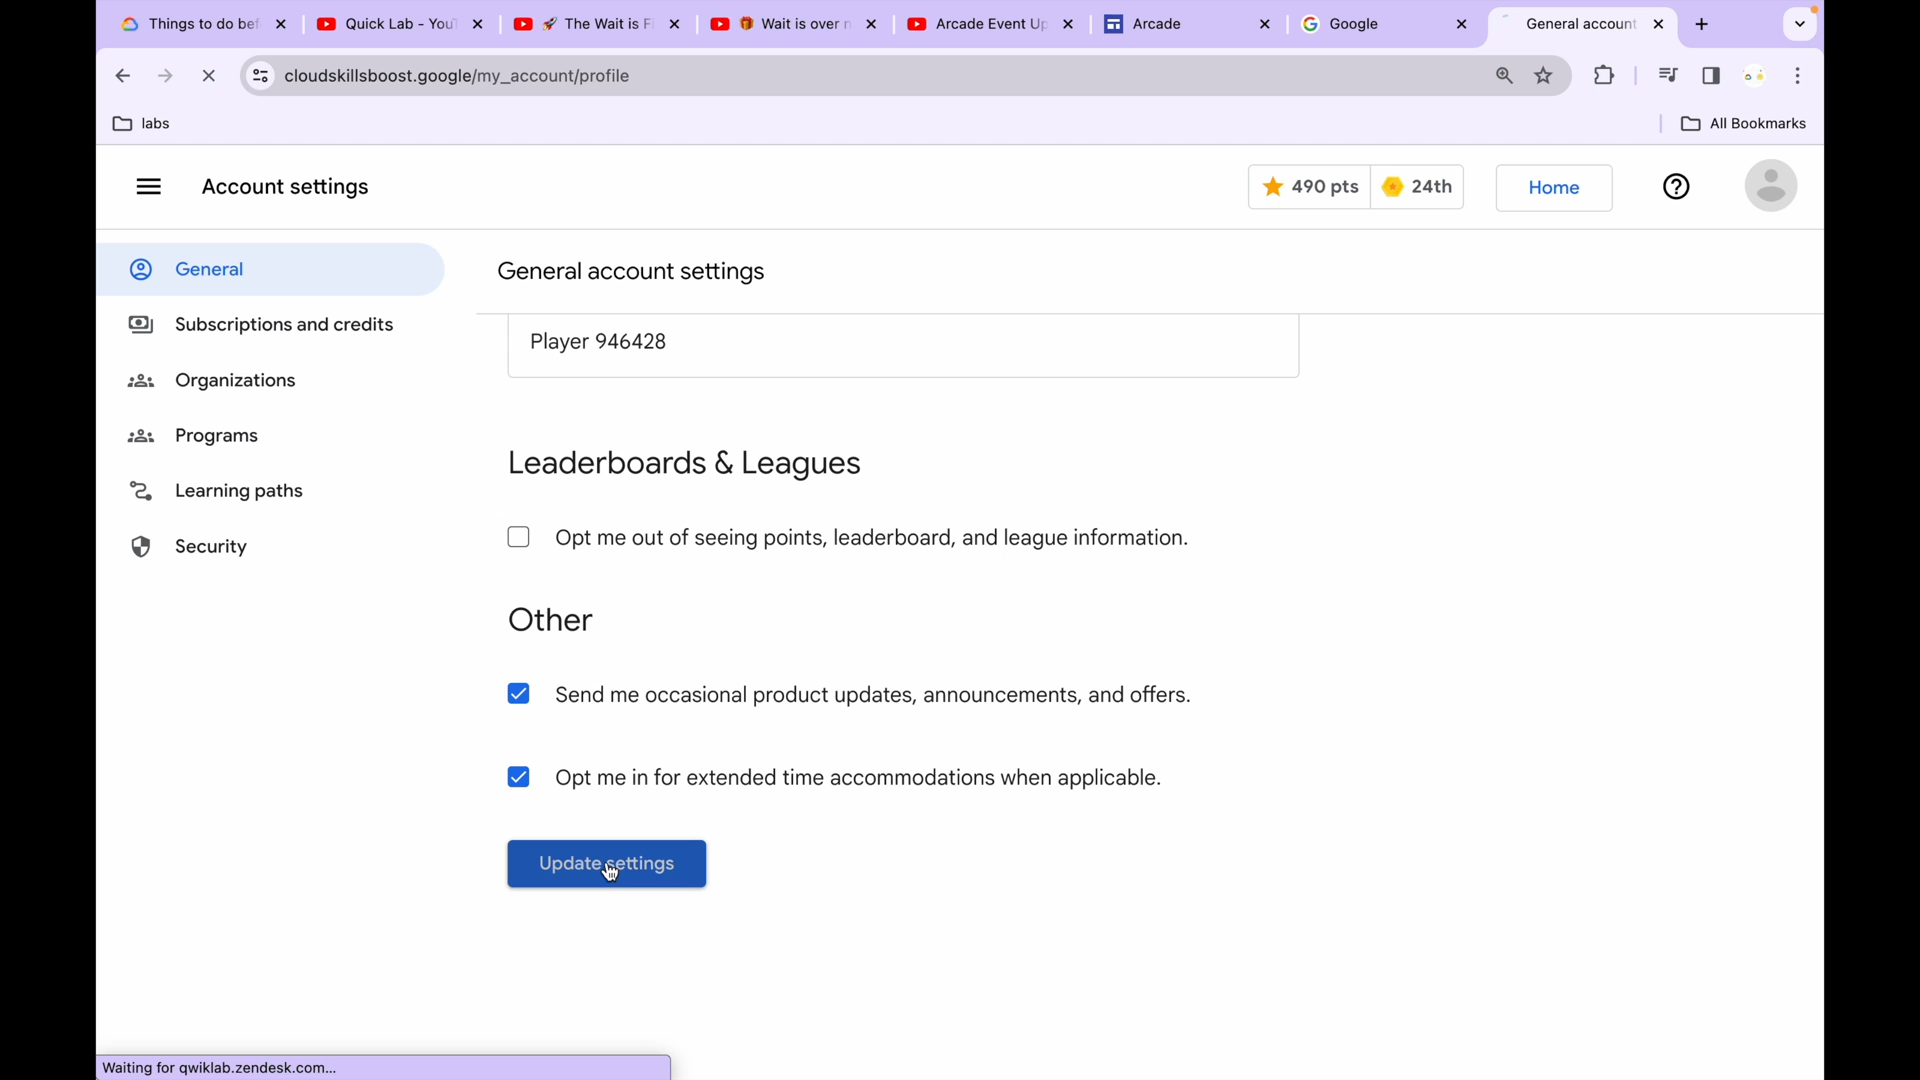 Things to do bef
Quick Lab - YouT
🚀 The Wait is Fi
🎁 Wait is over n
Arcade Event Up
Arcade
Google
General account
cloudskillsboost.google/my_account/profile
labs
All Bookmarks
Account settings
490 pts
24th
Home
General
Subscriptions and credits
Organizations
Programs
Learning paths
Security
General account settings
Player 946428
Leaderboards & Leagues
Opt me out of seeing points, leaderboard, and league information.
Other
Send me occasional product updates, announcements, and offers.
Opt me in for extended time accommodations when applicable.
Update settings
Waiting for qwiklab.zendesk.com...